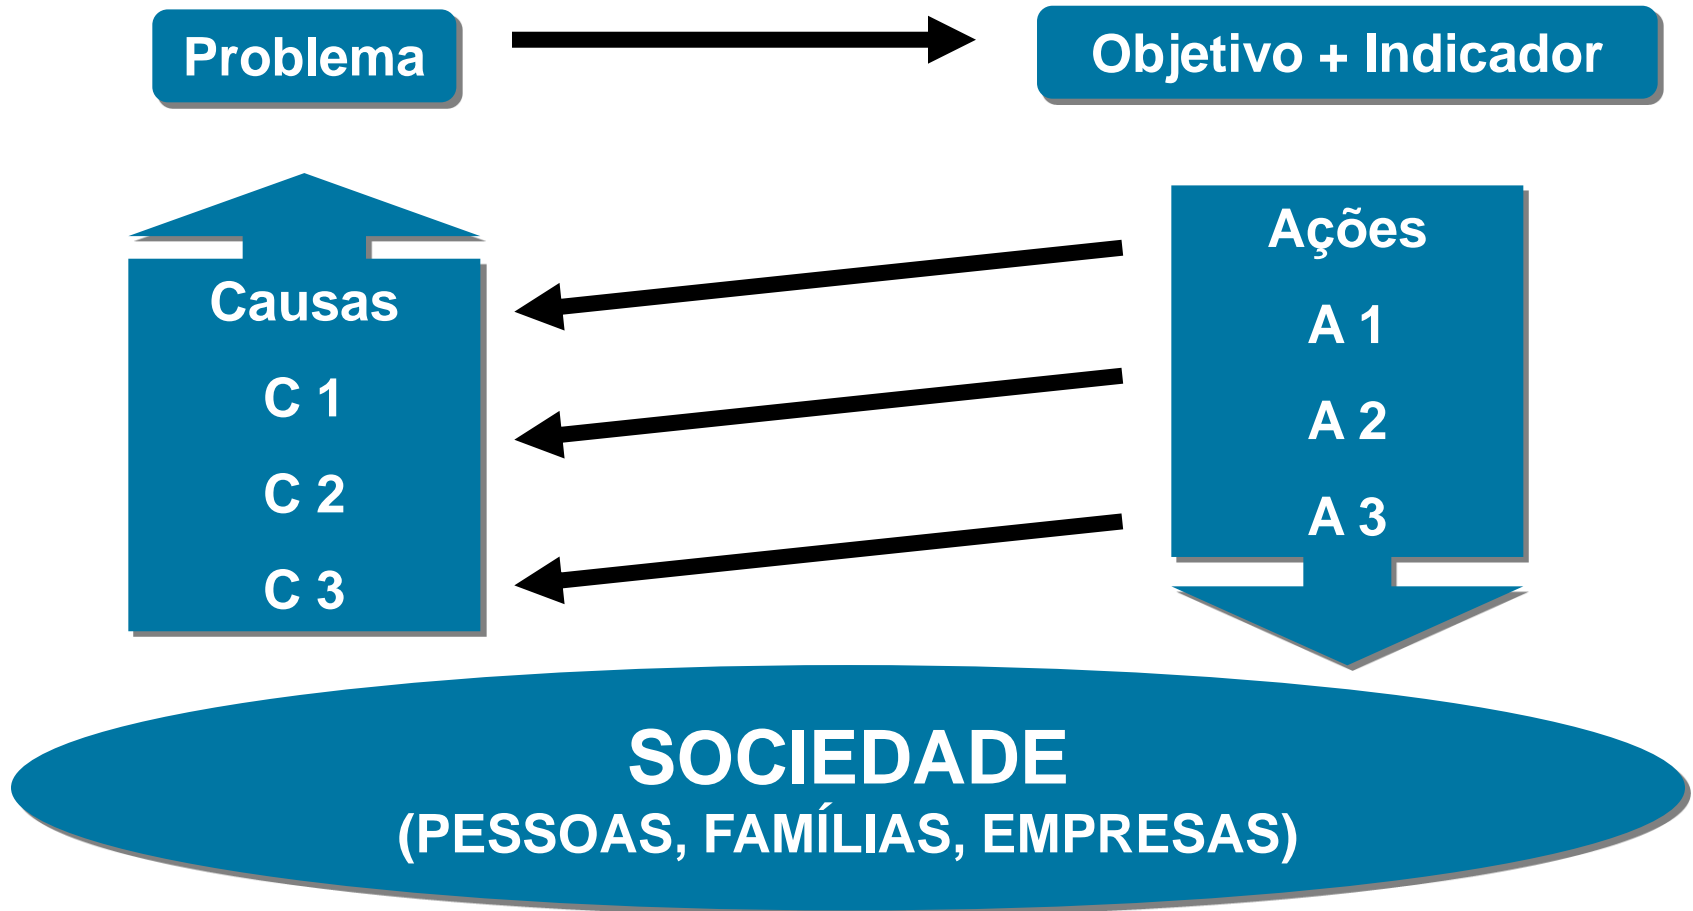 Problema
Objetivo + Indicador
Causas
C 1
C 2
C 3
Ações
A 1
A 2
A 3
SOCIEDADE
(PESSOAS, FAMÍLIAS, EMPRESAS)